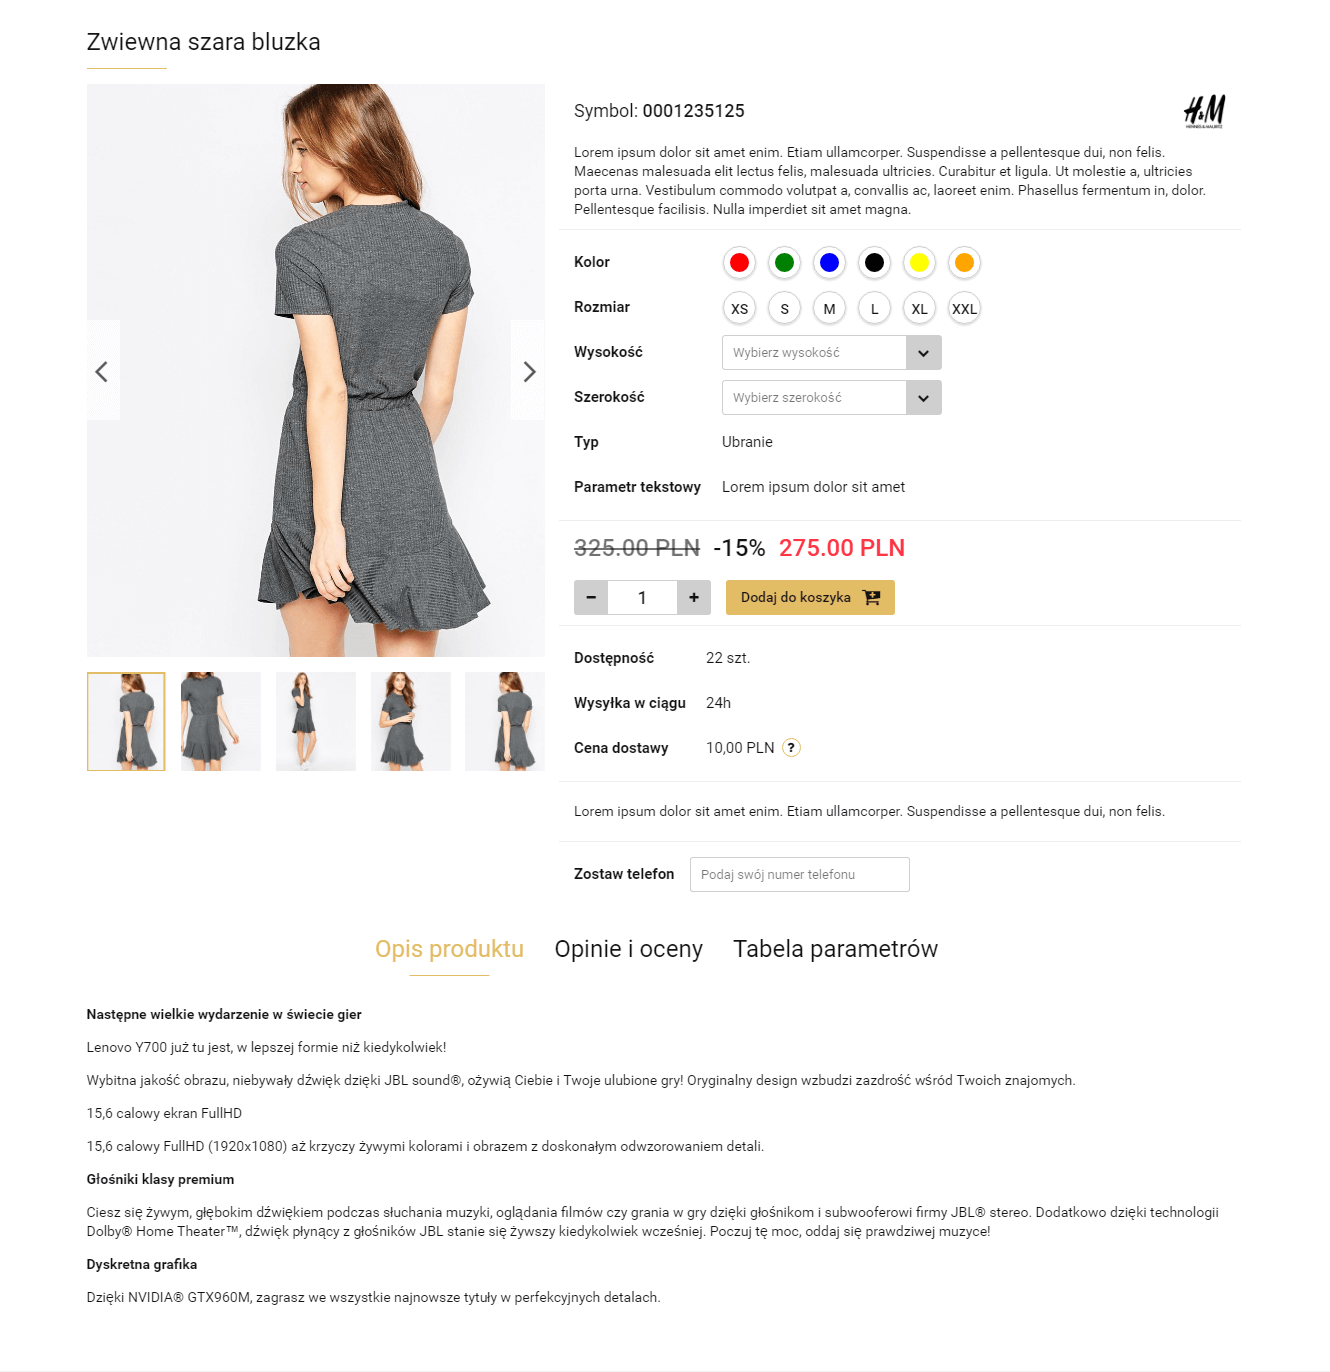 Zwiewna szara bluzka
Symbol: 0001235125
H&M
HENNES & MAURITZ
Lorem ipsum dolor sit amet enim. Etiam ullamcorper. Suspendisse a pellentesque dui, non felis.
Maecenas malesuada elit lectus felis, malesuada ultricies. Curabitur et ligula. Ut molestie a, ultricies
porta urna. Vestibulum commodo volutpat a, convallis ac, laoreet enim. Phasellus fermentum in, dolor.
Pellentesque facilisis. Nulla imperdiet sit amet magna.
Kolor
Rozmiar XS S M L XL XXL
Wysokość Wybierz wysokość
Szerokość Wybierz szerokość
Typ Ubranie
Parametr tekstowy Lorem ipsum dolor sit amet
325.00 PLN -15% 275.00 PLN
- 1 + Dodaj do koszyka
Dostępność 22 szt.
Wysyłka w ciągu 24h
Cena dostawy 10,00 PLN ?
Lorem ipsum dolor sit amet enim. Etiam ullamcorper. Suspendisse a pellentesque dui, non felis.
Zostaw telefon Podaj swój numer telefonu
Opis produktu Opinie i oceny Tabela parametrów
Następne wielkie wydarzenie w świecie gier
Lenovo Y700 już tu jest, w lepszej formie niż kiedykolwiek!
Wybitna jakość obrazu, niebywały dźwięk dzięki JBL sound®, ożywią Ciebie i Twoje ulubione gry! Oryginalny design wzbudzi zazdrość wśród Twoich znajomych.
15,6 calowy ekran FullHD
15,6 calowy FullHD (1920x1080) aż krzyczy żywymi kolorami i obrazem z doskonałym odwzorowaniem detali.
Głośniki klasy premium
Ciesz się żywym, głębokim dźwiękiem podczas słuchania muzyki, oglądania filmów czy grania w gry dzięki głośnikom i subwooferowi firmy JBL® stereo. Dodatkowo dzięki technologii
Dolby® Home Theater™, dźwięk płynący z głośników JBL stanie się żywszy kiedykolwiek wcześniej. Poczuj tę moc, oddaj się prawdziwej muzyce!
Dyskretna grafika
Dzięki NVIDIA® GTX960M, zagrasz we wszystkie najnowsze tytuły w perfekcyjnych detalach.